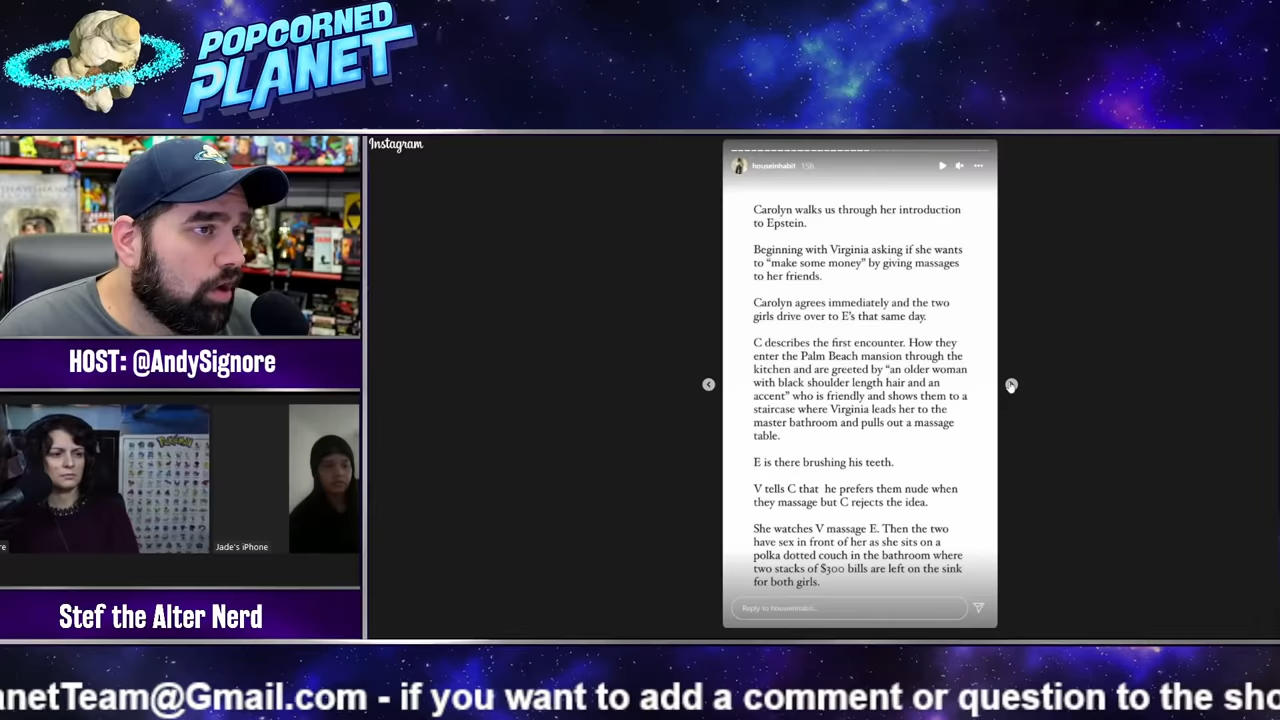 POPCORNED
PLANET
Instagram
houseinhabit 15h
Carolyn walks us through her introduction
to Epstein.
Beginning with Virginia asking if she wants
to “make some money” by giving massages
to her friends.
Carolyn agrees immediately and the two
girls drive over to E's that same day.
C describes the first encounter. How they
enter the Palm Beach mansion through the
kitchen and are greeted by “an older woman
with black shoulder length hair and an
accent” who is friendly and shows them to a
staircase where Virginia leads her to the
master bathroom and pulls out a massage
table.
E is there brushing his teeth.
V tells C that he prefers them nude when
they massage but C rejects the idea.
She watches V massage E. Then the two
have sex in front of her as she sits on a
polka dotted couch in the bathroom where
two stacks of $300 bills are left on the sink
for both girls.
Reply to houseinhabit...
HOST: @AndySignore
re
Jade's iPhone
Pokémon
Stef the Alter Nerd
anetTeam@Gmail.com - if you want to add a comment or question to the sho